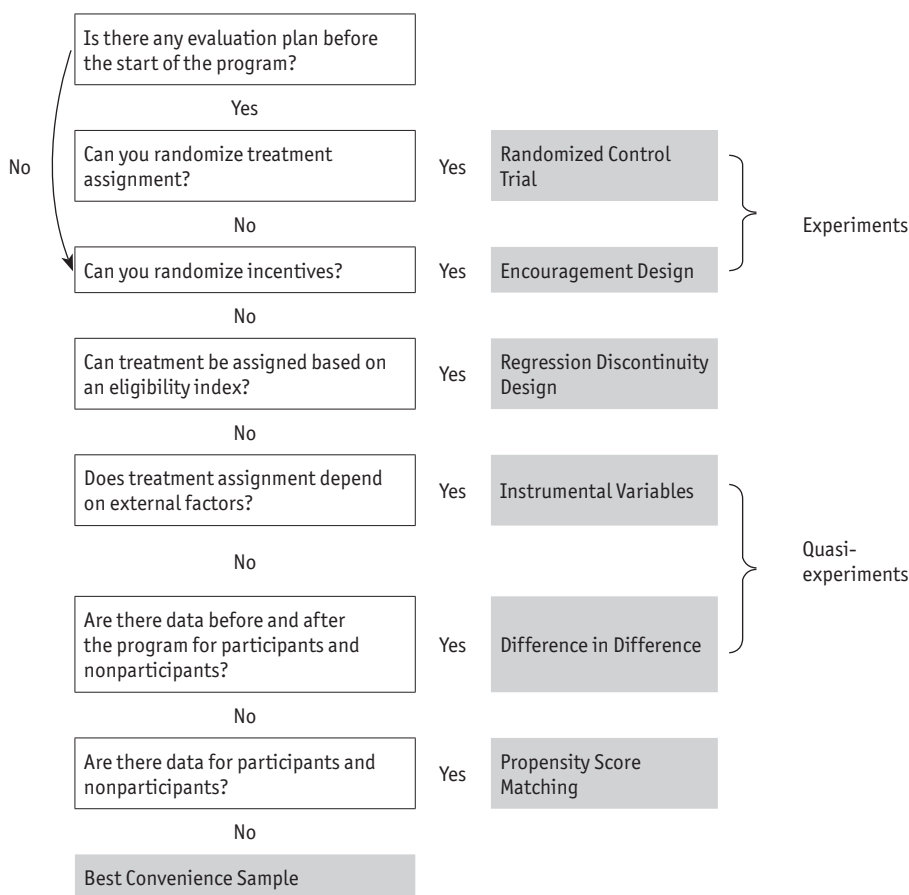 Is there any evaluation plan before
the start of the program?
Yes
No
Can you randomize treatment
assignment?
Yes
Randomized Control
Trial
Experiments
No
Can you randomize incentives?
Yes
Encouragement Design
No
Can treatment be assigned based on
an eligibility index?
Yes
Regression Discontinuity
Design
No
Does treatment assignment depend
on external factors?
Yes
Instrumental Variables
Quasi-
experiments
No
Are there data before and after
the program for participants and
nonparticipants?
Yes
Difference in Difference
No
Are there data for participants and
nonparticipants?
Yes
Propensity Score
Matching
No
Best Convenience Sample